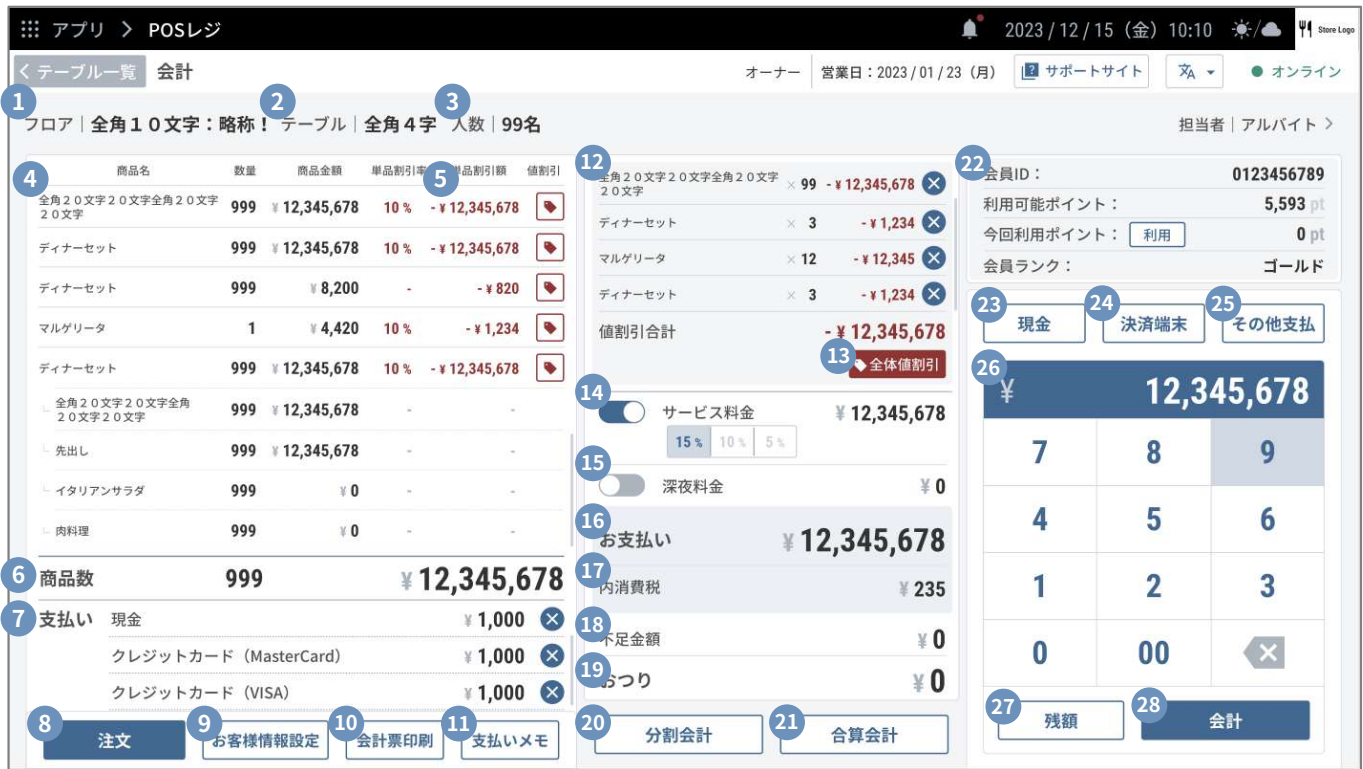 アプリ > POSレジ
2023 / 12 / 15（金）10:10
Store Logo
< テーブル一覧 会計
オーナー 営業日：2023 / 01 / 23（月） サポートサイト 文A オンライン
1 2 3
フロア | 全角１０文字：略称！ テーブル | 全角４字 人数 | 99名
担当者 | アルバイト >
4 商品名 数量 商品金額 単品割引率 5 単品割引額 値割引
全角２０文字２０文字全角２０文字
２０文字 999 ¥ 12,345,678 10 % - ¥ 12,345,678
ディナーセット 999 ¥ 12,345,678 10 % - ¥ 12,345,678
ディナーセット 999 ¥ 8,200 - - ¥ 820
マルゲリータ 1 ¥ 4,420 10 % - ¥ 1,234
ディナーセット 999 ¥ 12,345,678 10 % - ¥ 12,345,678
全角２０文字２０文字全角
２０文字２０文字 999 ¥ 12,345,678 - -
先出し 999 ¥ 12,345,678 - -
イタリアンサラダ 999 ¥ 0 - -
肉料理 999 ¥ 0 - -
6 商品数 999 ¥ 12,345,678
7 支払い 現金 ¥ 1,000
クレジットカード（MasterCard） ¥ 1,000
クレジットカード（VISA） ¥ 1,000
8 注文 9 お客様情報設定 10 会計票印刷 11 支払いメモ
12 全角２０文字２０文字全角２０文字
２０文字 × 99 - ¥ 12,345,678
ディナーセット × 3 - ¥ 1,234
マルゲリータ × 12 - ¥ 12,345
ディナーセット × 3 - ¥ 1,234
値割引合計 - ¥ 12,345,678
13 全体値割引
14 サービス料金 ¥ 12,345,678
15 % 10 % 5 %
15 深夜料金 ¥ 0
16 お支払い ¥ 12,345,678
17 内消費税 ¥ 235
18 不足金額 ¥ 0
19 おつり ¥ 0
20 分割会計 21 合算会計
22 会員ID： 0123456789
利用可能ポイント： 5,593 pt
今回利用ポイント： 利用 0 pt
会員ランク： ゴールド
23 現金 24 決済端末 25 その他支払
26 ¥ 12,345,678
7 8 9
4 5 6
1 2 3
0 00
27 残額 28 会計